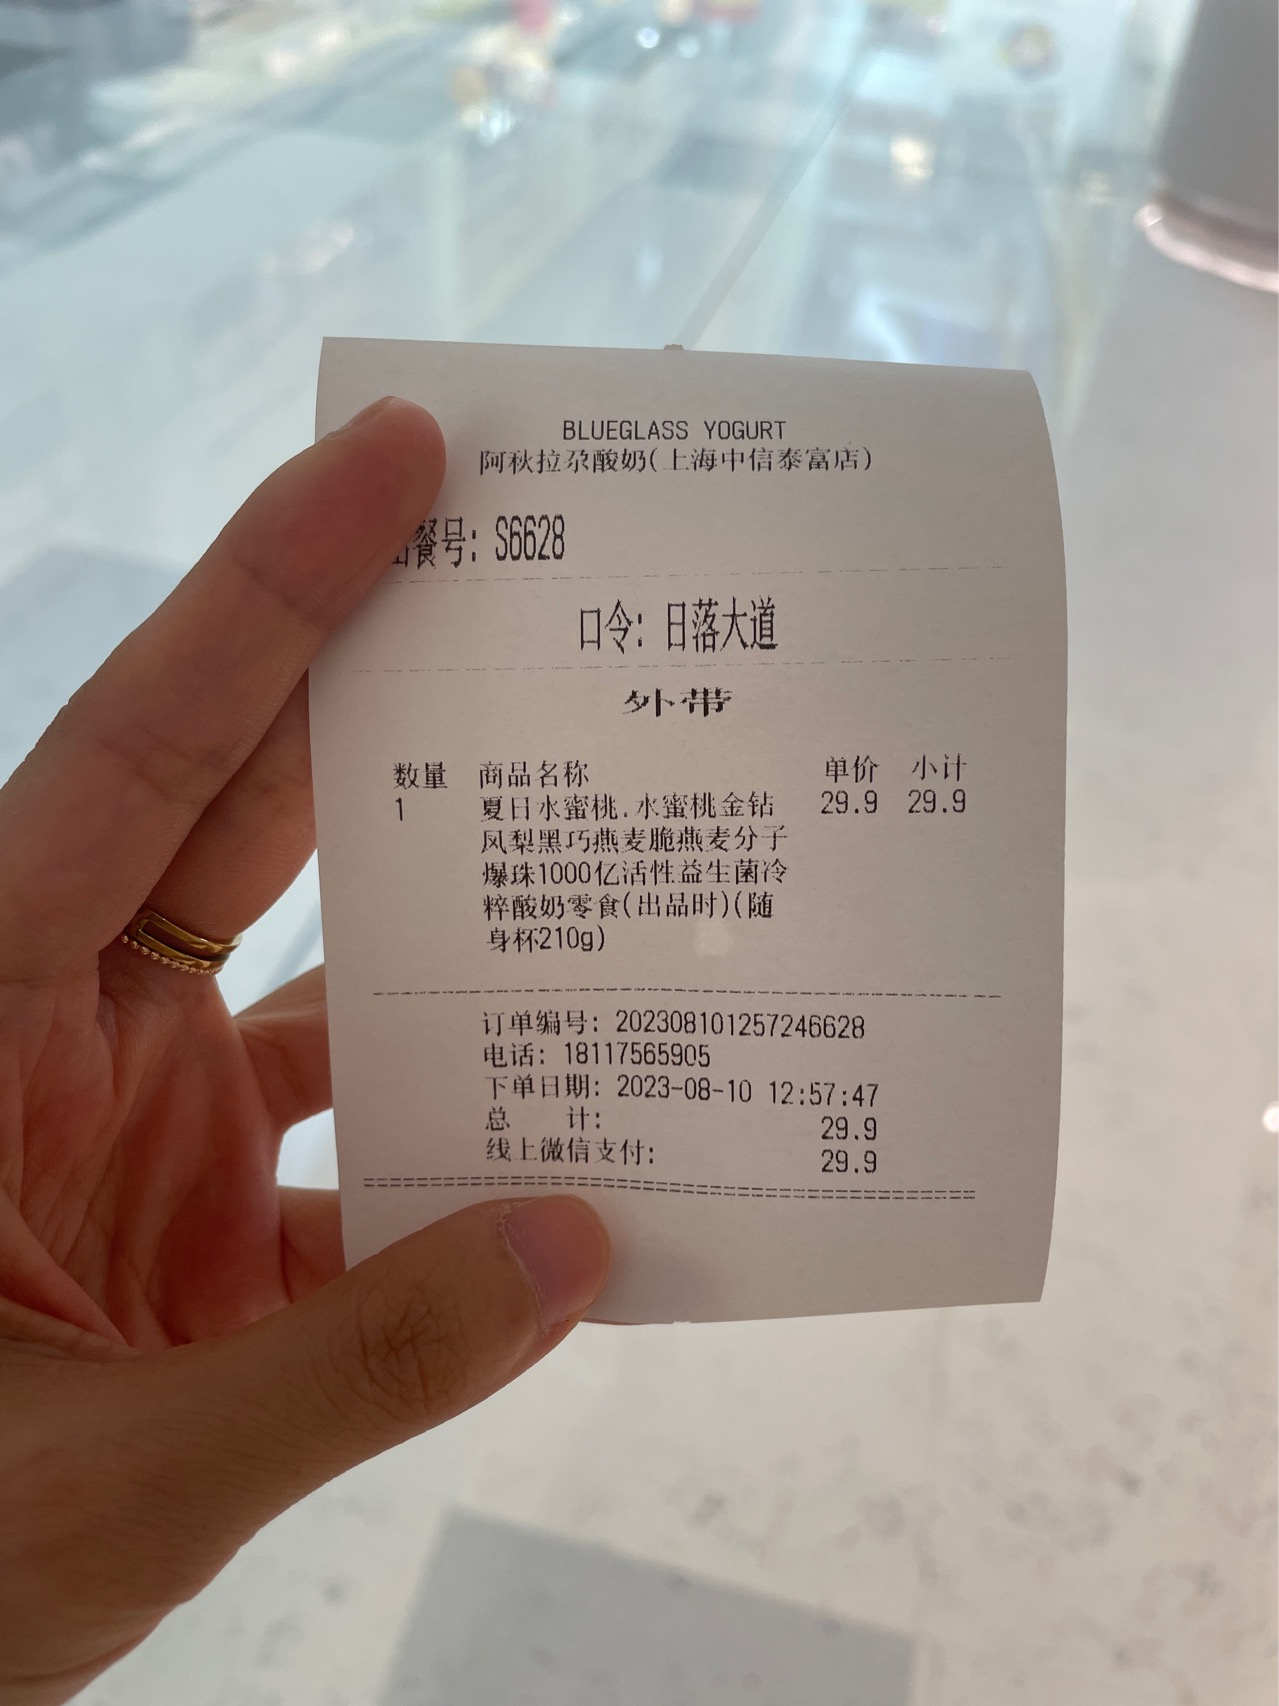 BLUEGLASS YOGURT
阿秋拉尕酸奶(上海中信泰富店)
餐号: S6628
口令: 日落大道
外带
数量 商品名称 单价 小计
1 夏日水蜜桃.水蜜桃金钻 29.9 29.9
凤梨黑巧燕麦脆燕麦分子
爆珠1000亿活性益生菌冷
粹酸奶零食(出品时)(随
身杯210g)
订单编号: 202308101257246628
电话: 18117565905
下单日期: 2023-08-10 12:57:47
总 计: 29.9
线上微信支付: 29.9